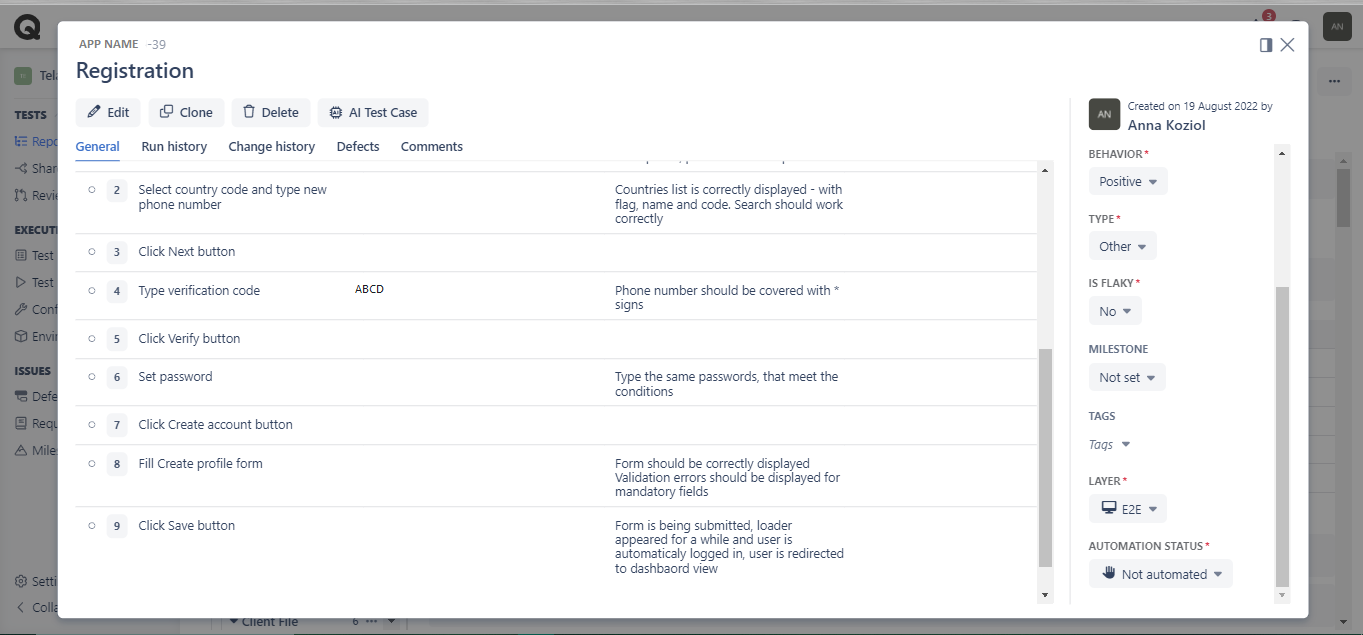 3
AN
APP NAME -39
Registration
Edit
Clone
Delete
AI Test Case
General
Run history
Change history
Defects
Comments
2
Select country code and type new
phone number
Countries list is correctly displayed - with
flag, name and code. Search should work
correctly
3
Click Next button
4
Type verification code
ABCD
Phone number should be covered with *
signs
5
Click Verify button
6
Set password
Type the same passwords, that meet the
conditions
7
Click Create account button
8
Fill Create profile form
Form should be correctly displayed
Validation errors should be displayed for
mandatory fields
9
Click Save button
Form is being submitted, loader
appeared for a while and user is
automaticaly logged in, user is redirected
to dashbaord view
AN
Created on 19 August 2022 by
Anna Koziol
BEHAVIOR*
Positive
TYPE*
Other
IS FLAKY*
No
MILESTONE
Not set
TAGS
Tags
LAYER*
E2E
AUTOMATION STATUS*
Not automated
Tela
TESTS
Repo
Shar
Revie
EXECUTI
Test
Test
Conf
Envir
ISSUES
Defe
Requ
Miles
Setti
Colla
Client File
6